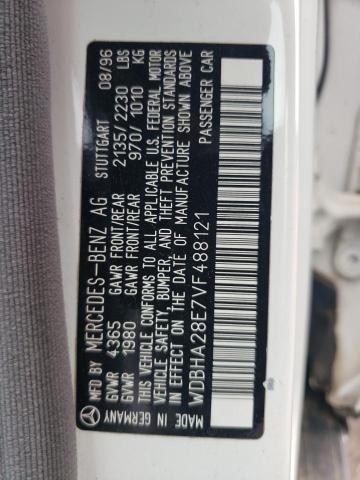 MFD BY MERCEDES-BENZ AG STUTTGART 08/96
GVWR 4365 GAWR FRONT/REAR 2135/2230 LBS
GVWR 1980 GAWR FRONT/REAR 970/1010 KG
THIS VEHICLE CONFORMS TO ALL APPLICABLE U.S. FEDERAL MOTOR
VEHICLE SAFETY, BUMPER, AND THEFT PREVENTION STANDARDS
IN EFFECT ON THE DATE OF MANUFACTURE SHOWN ABOVE.
WDBHA28E7VF488121 PASSENGER CAR
MADE IN GERMANY